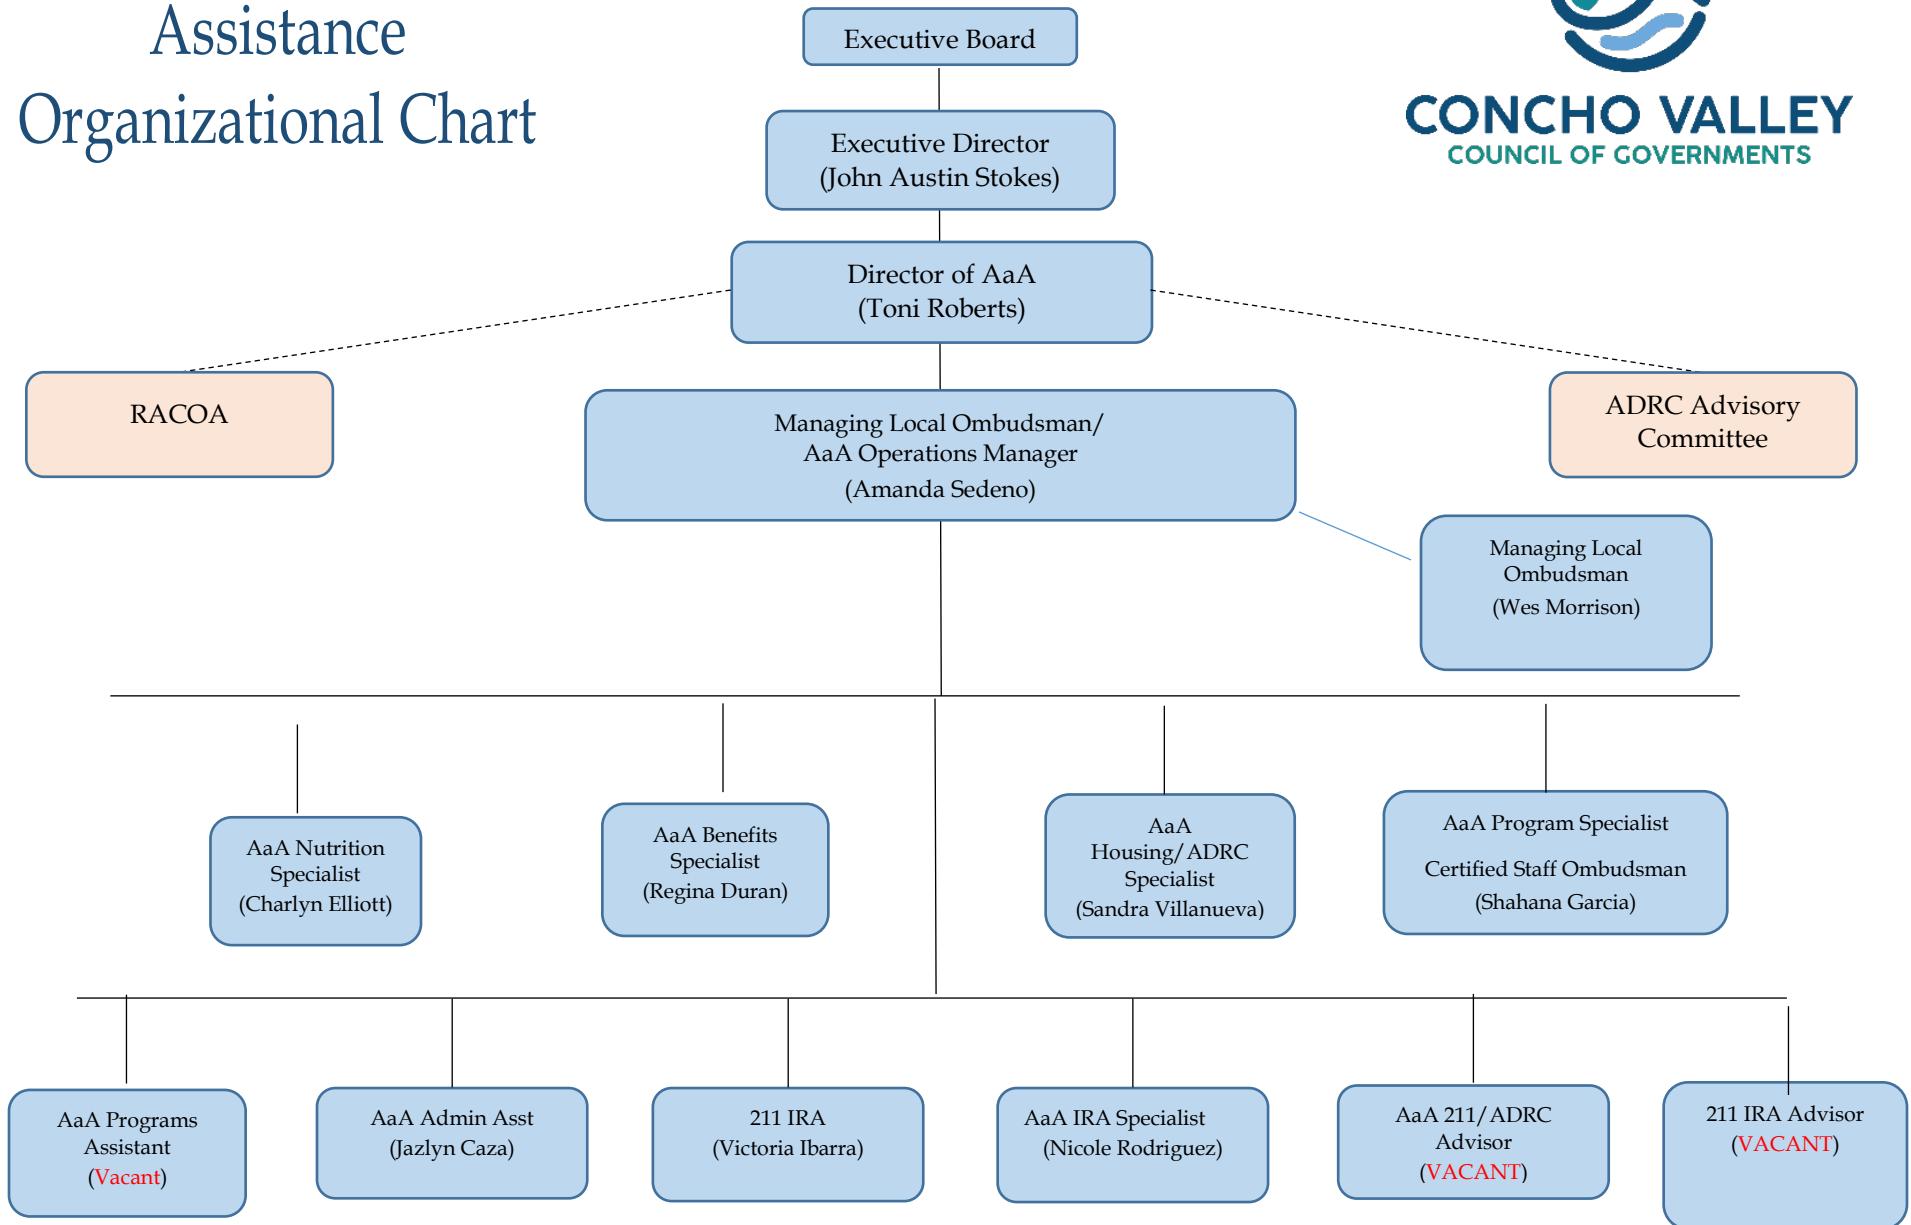 Assistance
Organizational Chart
Executive Board
CONCHO VALLEY
COUNCIL OF GOVERNMENTS
Executive Director
(John Austin Stokes)
Director of AaA
(Toni Roberts)
RACOA
Managing Local Ombudsman/
AaA Operations Manager
(Amanda Sedeno)
ADRC Advisory
Committee
Managing Local
Ombudsman
(Wes Morrison)
AaA Nutrition
Specialist
(Charlyn Elliott)
AaA Benefits
Specialist
(Regina Duran)
AaA
Housing/ADRC
Specialist
(Sandra Villanueva)
AaA Program Specialist
Certified Staff Ombudsman
(Shahana Garcia)
AaA Programs
Assistant
(Vacant)
AaA Admin Asst
(Jazlyn Caza)
211 IRA
(Victoria Ibarra)
AaA IRA Specialist
(Nicole Rodriguez)
AaA 211/ADRC
Advisor
(VACANT)
211 IRA Advisor
(VACANT)